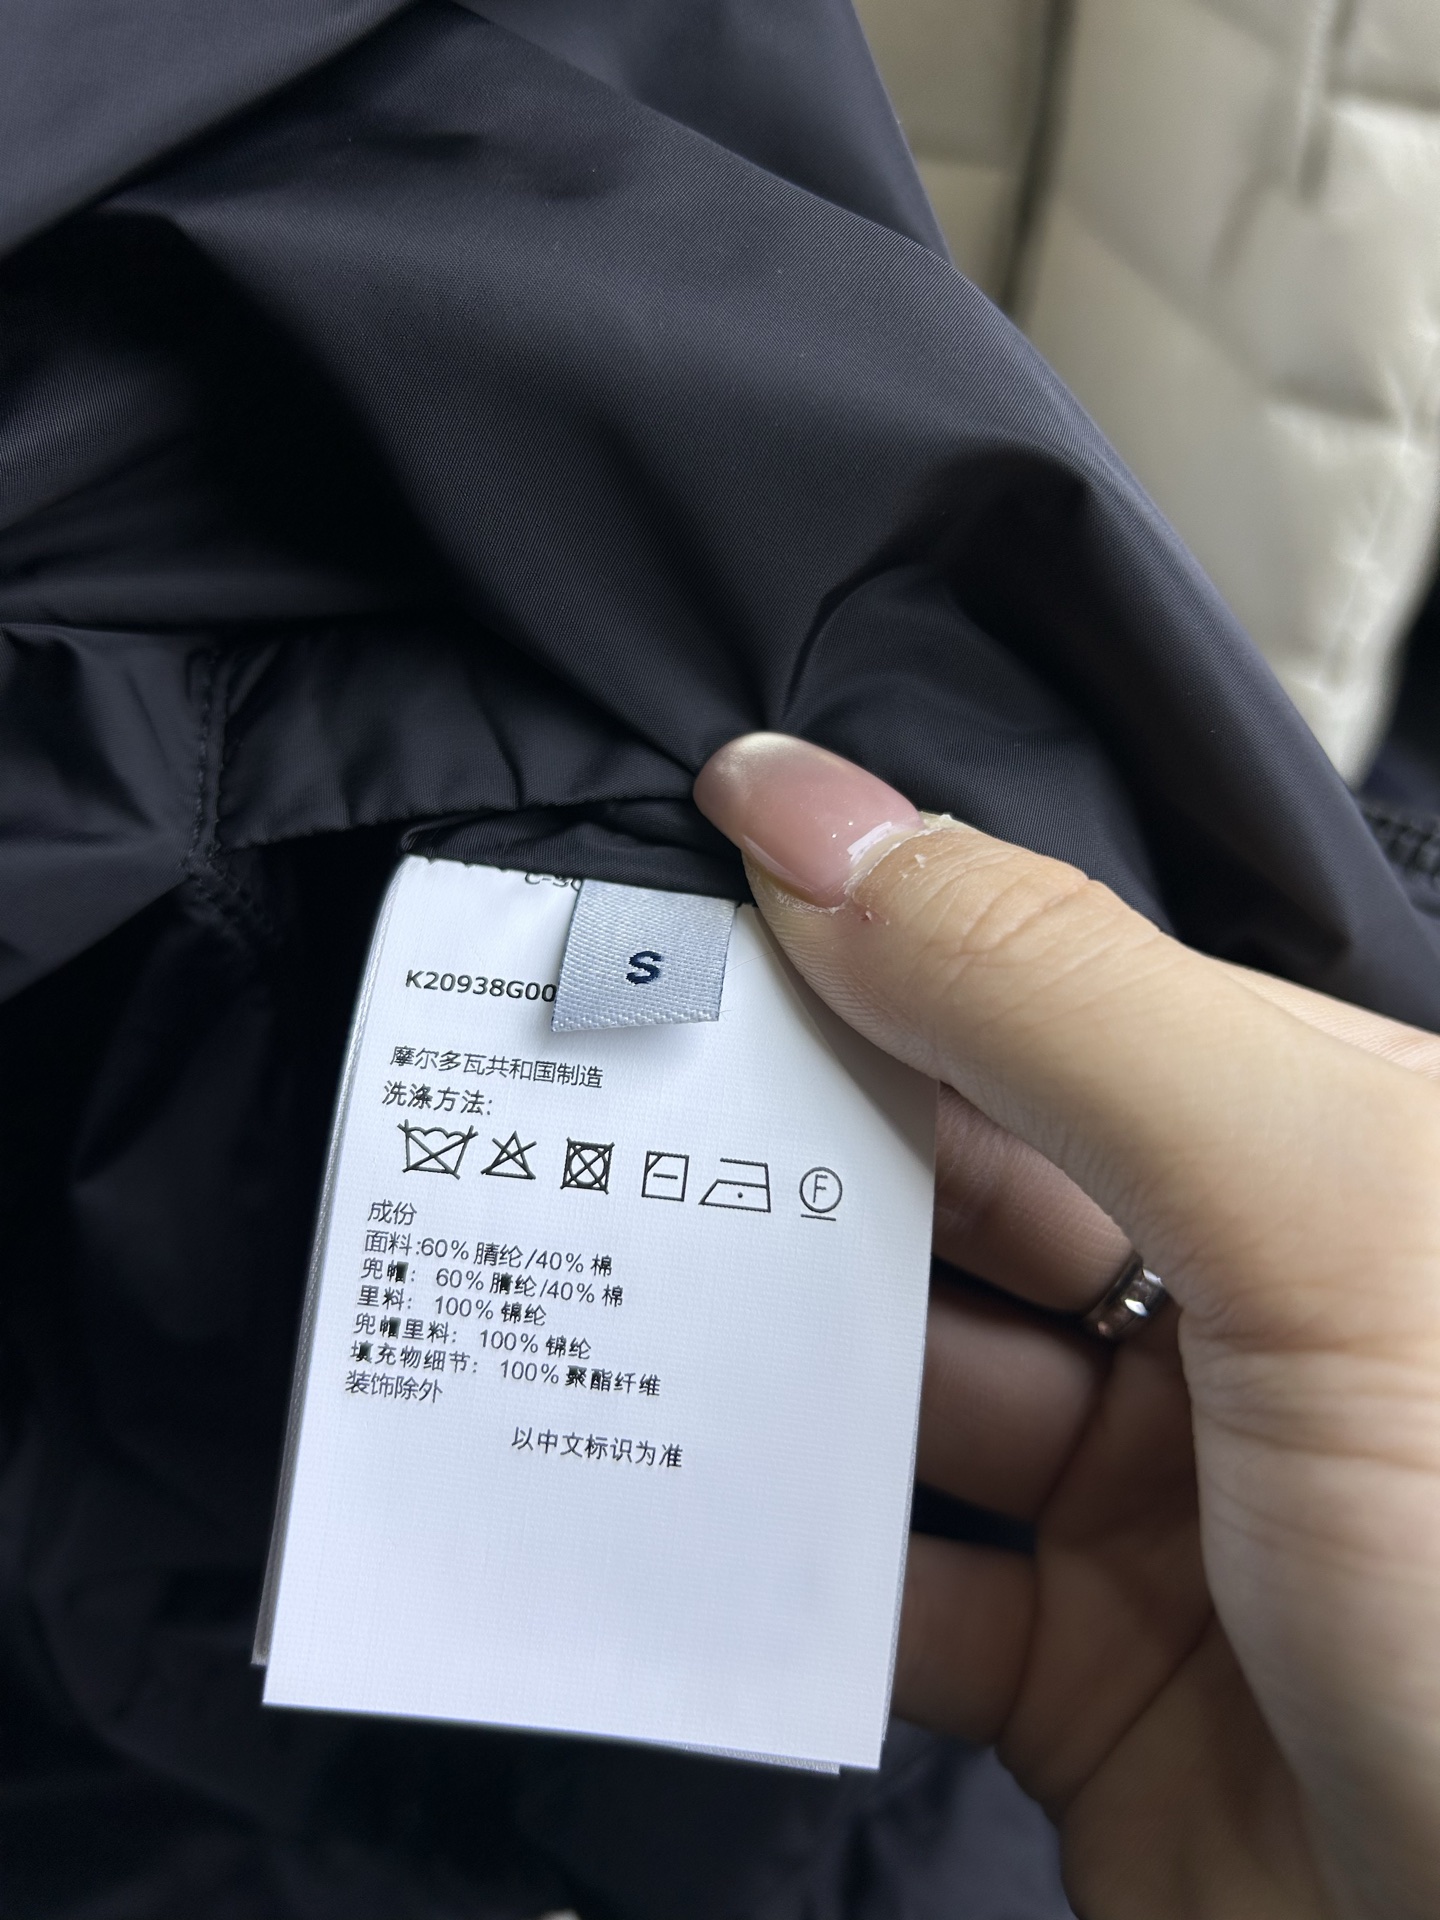 S
K20938G00
摩尔多瓦共和国制造
洗涤方法:
F
成份
面料:60% 腈纶/40% 棉
兜帽: 60% 腈纶/40% 棉
里料: 100% 锦纶
兜帽里料: 100% 锦纶
填充物细节: 100% 聚酯纤维
装饰除外
以中文标识为准